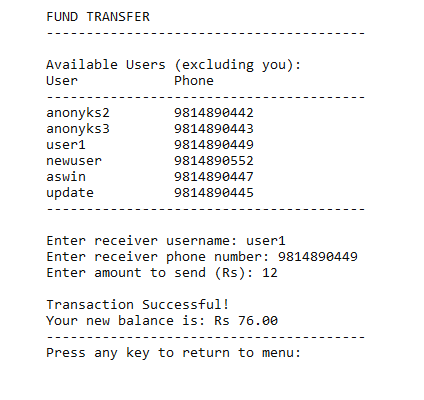 FUND TRANSFER
----------------------------------------
Available Users (excluding you):
User Phone
----------------------------------------
anonyks2 9814890442
anonyks3 9814890443
user1 9814890449
newuser 9814890552
aswin 9814890447
update 9814890445
----------------------------------------
Enter receiver username: user1
Enter receiver phone number: 9814890449
Enter amount to send (Rs): 12
Transaction Successful!
Your new balance is: Rs 76.00
----------------------------------------
Press any key to return to menu: